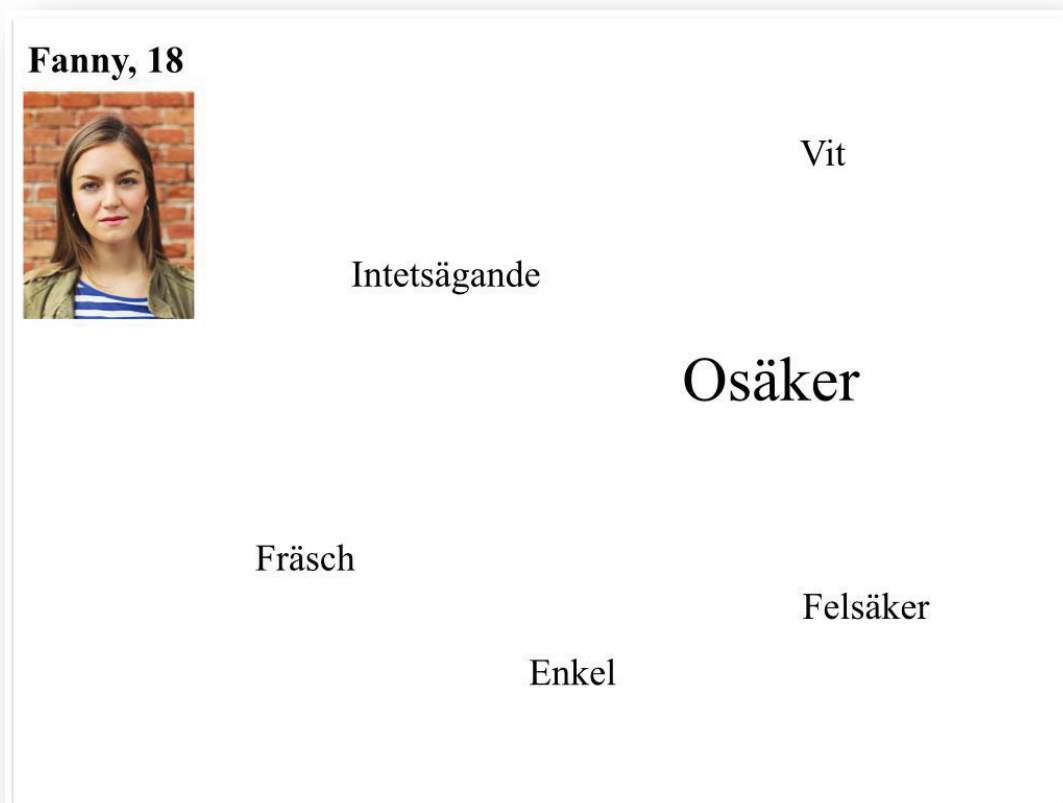 Fanny, 18
Vit
Intetsägande
Osäker
Fräsch
Felsäker
Enkel